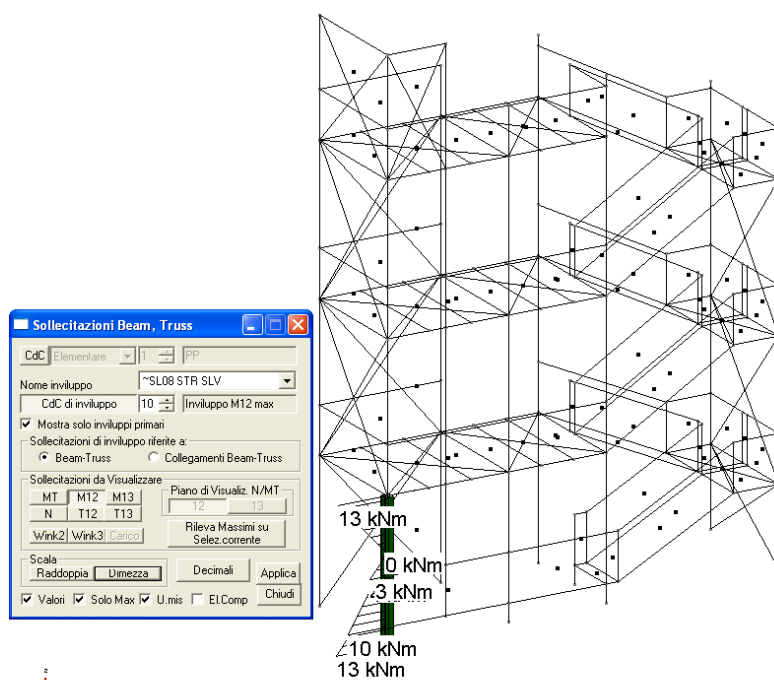 Sollecitazioni Beam, Truss
CdC Elementare 1 PP
Nome inviluppo ~SL08 STR SLV
CdC di inviluppo 10 Inviluppo M12 max
Mostra solo inviluppi primari
Sollecitazioni di inviluppo riferite a:
Beam-Truss Collegamenti Beam-Truss
Sollecitazioni da Visualizzare
MT M12 M13
N T12 T13
Wink2 Wink3 Carico
Piano di Visualiz. N/MT
12 13
Rileva Massimi su
Selez.corrente
Scala
Raddoppia Dimezza
Decimali
Applica
Chiudi
Valori Solo Max U.mis El.Comp
13 kNm
0 kNm
-3 kNm
10 kNm
13 kNm
z